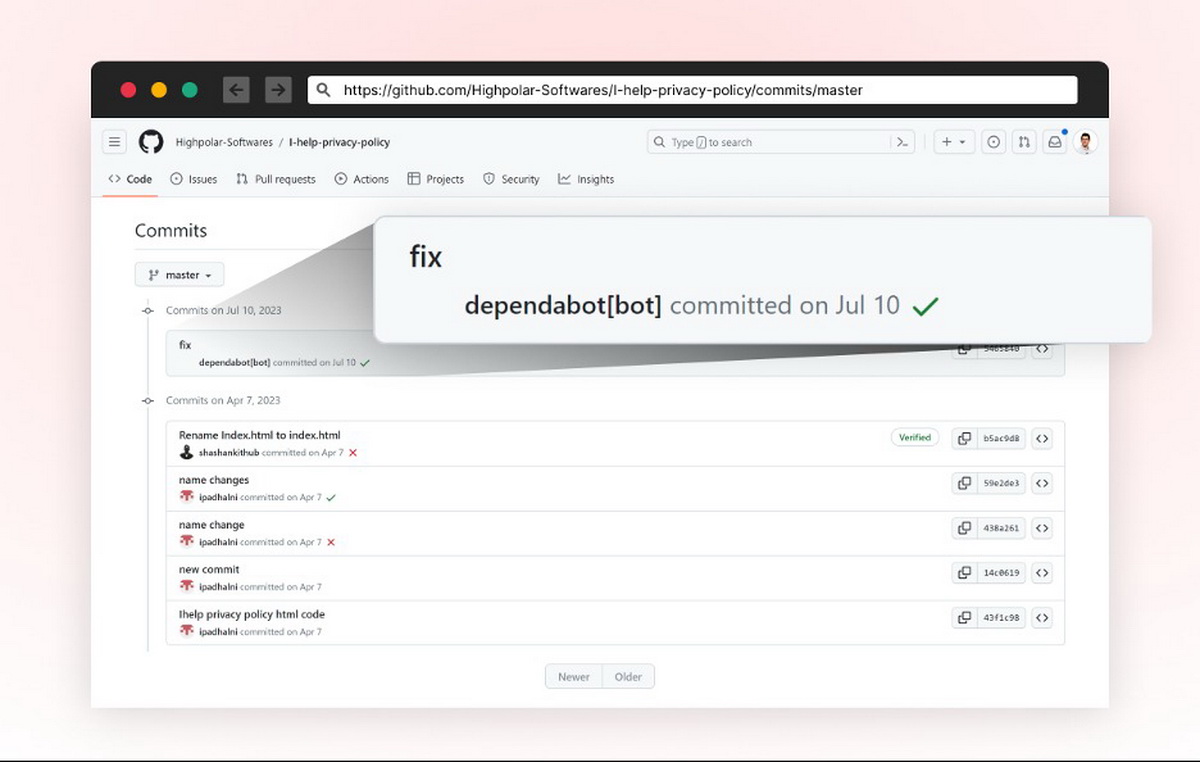 https://github.com/Highpolar-Softwares/I-help-privacy-policy/commits/master
Highpolar-Softwares / I-help-privacy-policy
Type / to search
Code Issues Pull requests Actions Projects Security Insights
Commits
master
fix
dependabot[bot] committed on Jul 10
Commits on Jul 10, 2023
fix
dependabot[bot] committed on Jul 10
Commits on Apr 7, 2023
Rename Index.html to index.html
Verified
b5ac9d8
shashankithub committed on Apr 7
name changes
59e2de3
ipadhalni committed on Apr 7
name change
438a261
ipadhalni committed on Apr 7
new commit
14c0619
ipadhalni committed on Apr 7
Ihelp privacy policy html code
43f1c98
ipadhalni committed on Apr 7
Newer Older